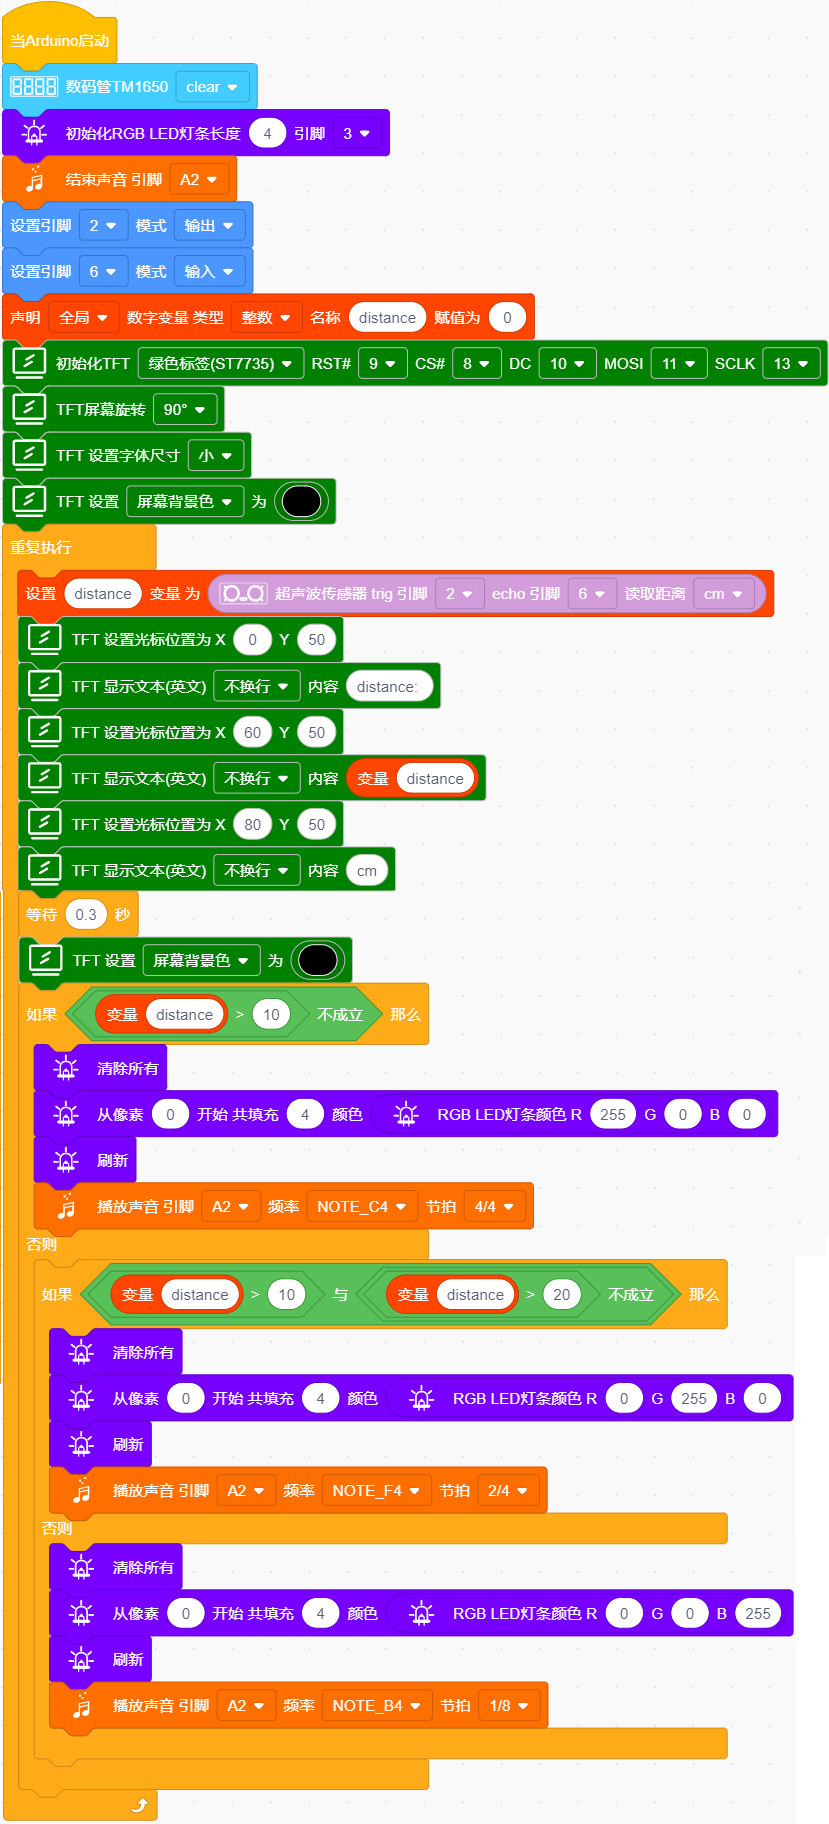 当Arduino启动
数码管TM1650 clear
初始化RGB LED灯条长度 4 引脚 3
结束声音 引脚 A2
设置引脚 2 模式 输出
设置引脚 6 模式 输入
声明 全局 数字变量 类型 整数 名称 distance 赋值为 0
初始化TFT 绿色标签(ST7735) RST# 9 CS# 8 DC 10 MOSI 11 SCLK 13
TFT屏幕旋转 90°
TFT 设置字体尺寸 小
TFT 设置 屏幕背景色 为
重复执行
设置 distance 变量 为 超声波传感器 trig 引脚 2 echo 引脚 6 读取距离 cm
TFT 设置光标位置为 X 0 Y 50
TFT 显示文本(英文) 不换行 内容 distance:
TFT 设置光标位置为 X 60 Y 50
TFT 显示文本(英文) 不换行 内容 变量 distance
TFT 设置光标位置为 X 80 Y 50
TFT 显示文本(英文) 不换行 内容 cm
等待 0.3 秒
TFT 设置 屏幕背景色 为
如果 变量 distance > 10 不成立 那么
清除所有
从像素 0 开始 共填充 4 颜色 RGB LED灯条颜色 R 255 G 0 B 0
刷新
播放声音 引脚 A2 频率 NOTE_C4 节拍 4/4
否则
如果 变量 distance > 10 与 变量 distance > 20 不成立 那么
清除所有
从像素 0 开始 共填充 4 颜色 RGB LED灯条颜色 R 0 G 255 B 0
刷新
播放声音 引脚 A2 频率 NOTE_F4 节拍 2/4
否则
清除所有
从像素 0 开始 共填充 4 颜色 RGB LED灯条颜色 R 0 G 0 B 255
刷新
播放声音 引脚 A2 频率 NOTE_B4 节拍 1/8